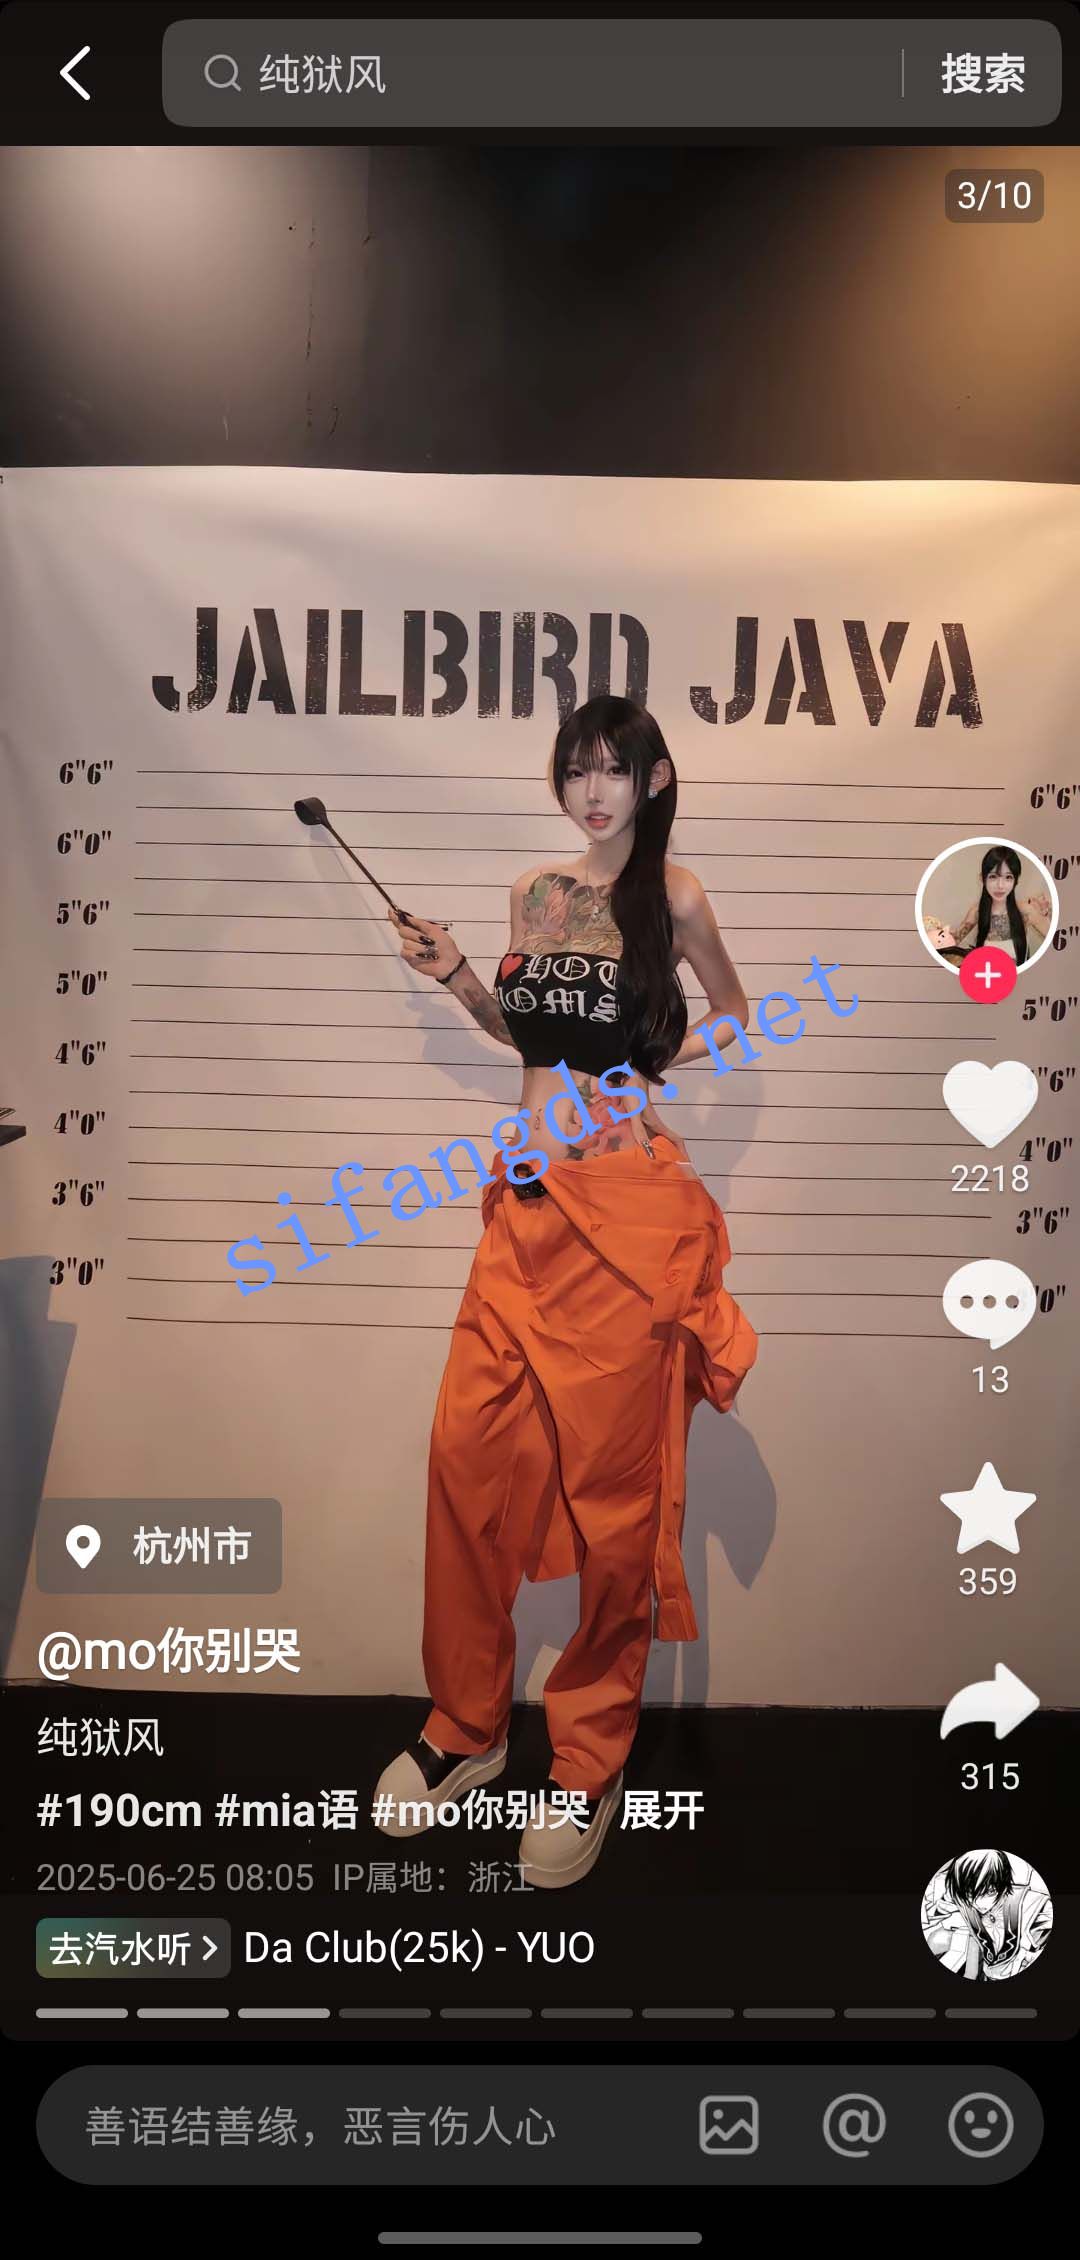 纯狱风
搜索
3/10
JAILBIRD JAVA
6"6"
6"0"
5"6"
5"0"
4"6"
4"0"
3"6"
3"0"
6"6"
"0"
6"
5"0"
"6"
4"0"
3"6"
"0"
HOT
MOMS
sifangds.net
2218
13
359
315
杭州市
@mo你别哭
纯狱风
#190cm #mia语 #mo你别哭 展开
2025-06-25 08:05 IP属地：浙江
去汽水听 > Da Club(25k) - YUO
善语结善缘，恶言伤人心